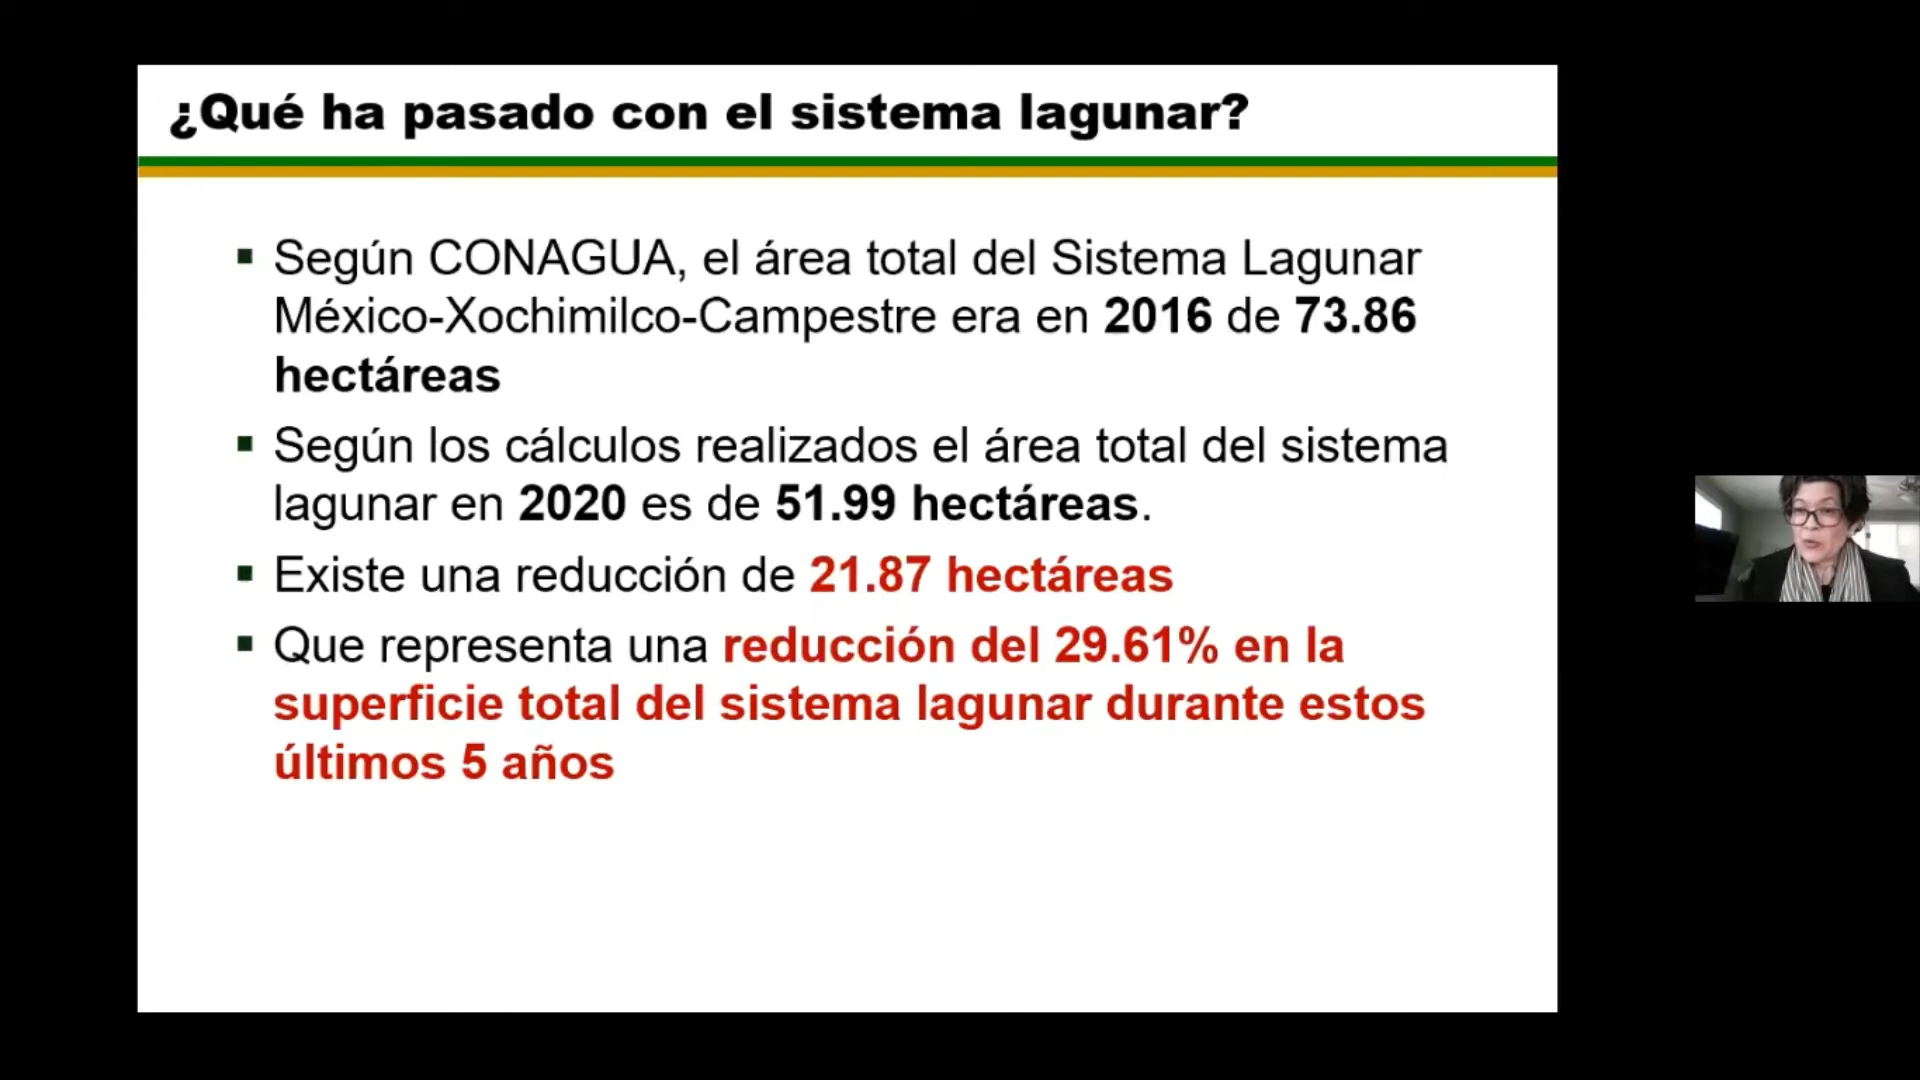 ¿Qué ha pasado con el sistema lagunar?
▪ Según CONAGUA, el área total del Sistema Lagunar
México-Xochimilco-Campestre era en 2016 de 73.86
hectáreas
▪ Según los cálculos realizados el área total del sistema
lagunar en 2020 es de 51.99 hectáreas.
▪ Existe una reducción de 21.87 hectáreas
▪ Que representa una reducción del 29.61% en la
superficie total del sistema lagunar durante estos
últimos 5 años